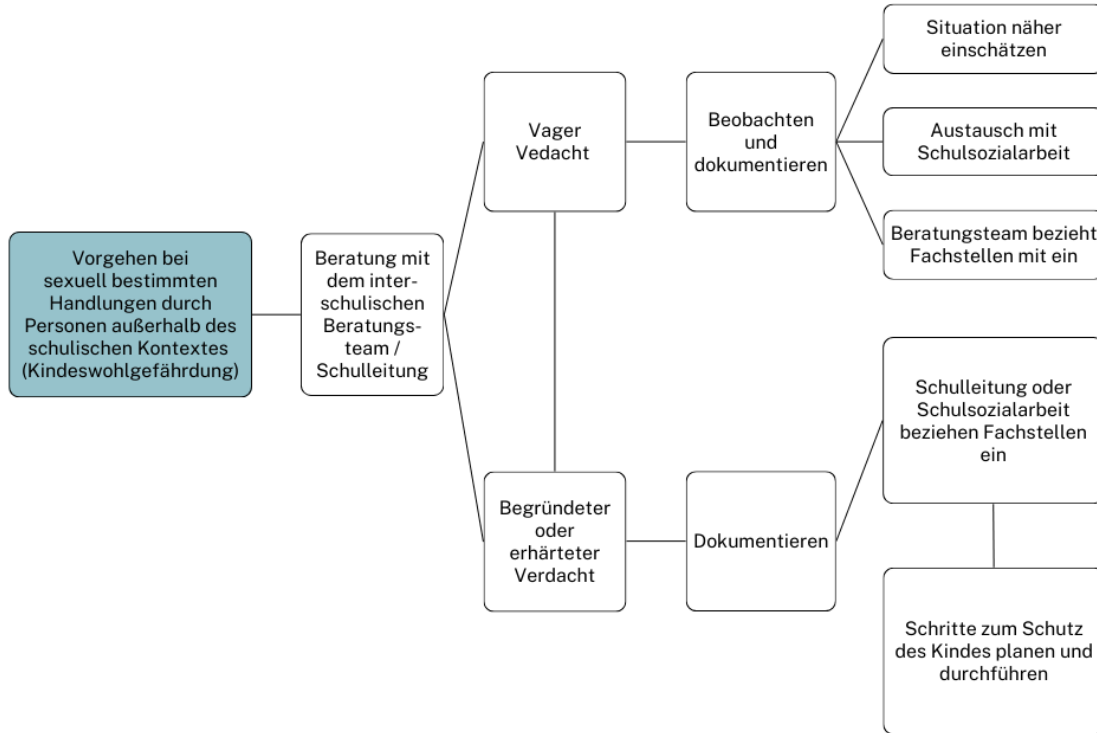 Vorgehen bei
sexuell bestimmten
Handlungen durch
Personen außerhalb des
schulischen Kontextes
(Kindeswohlgefährdung)
Beratung mit
dem inter-
schulischen
Beratungs-
team /
Schulleitung
Vager
Vedacht
Beobachten
und
dokumentieren
Situation näher
einschätzen
Austausch mit
Schulsozialarbeit
Beratungsteam bezieht
Fachstellen mit ein
Begründeter
oder
erhärteter
Verdacht
Dokumentieren
Schulleitung oder
Schulsozialarbeit
beziehen Fachstellen
ein
Schritte zum Schutz
des Kindes planen und
durchführen